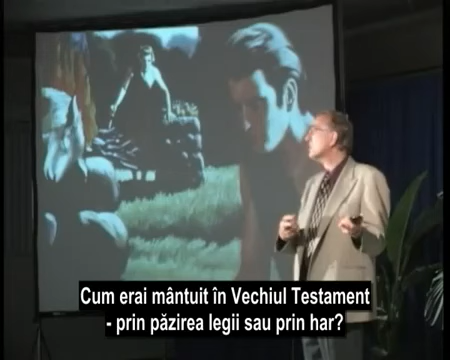 Cum erai mântuit în Vechiul Testament
- prin păzirea legii sau prin har?